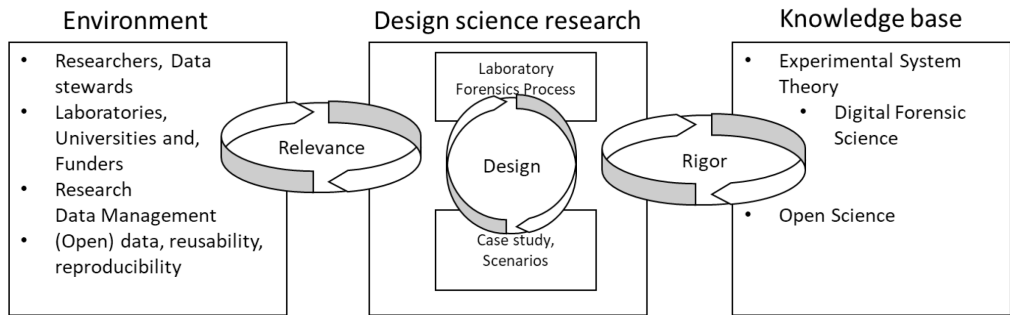 Environment
• Researchers, Data
stewards
• Laboratories,
Universities and,
Funders
• Research
Data Management
• (Open) data, reusability,
reproducibility
Relevance
Design science research
Laboratory
Forensics Process
Design
Case study,
Scenarios
Rigor
Knowledge base
• Experimental System
Theory
• Digital Forensic
Science
• Open Science